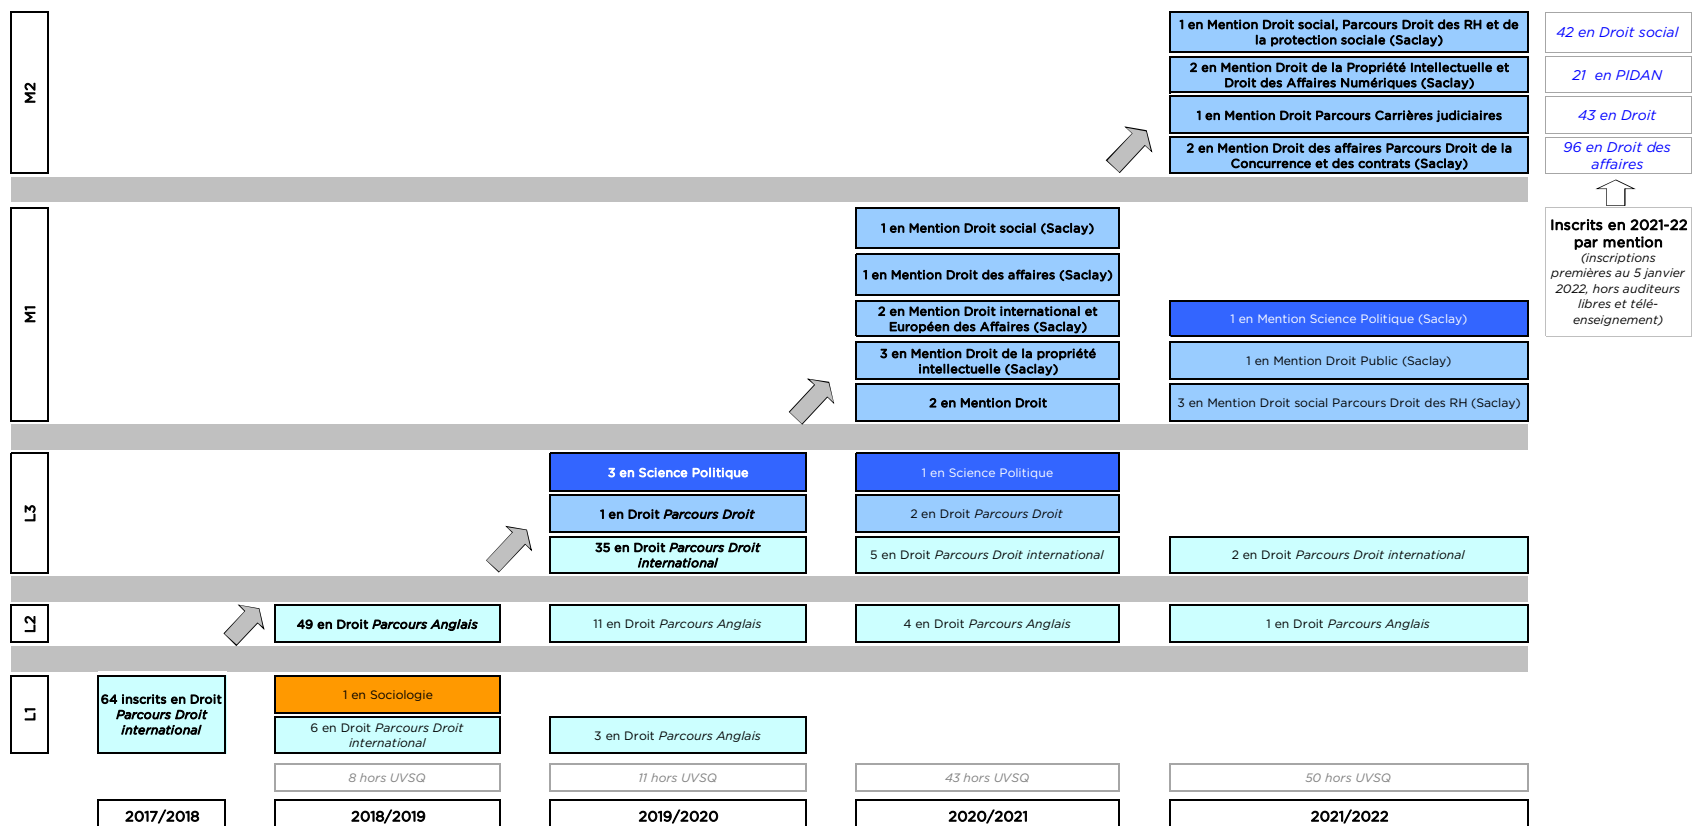 M2
1 en Mention Droit social, Parcours Droit des RH et de
la protection sociale (Saclay)
42 en Droit social
2 en Mention Droit de la Propriété Intellectuelle et
Droit des Affaires Numériques (Saclay)
21 en PIDAN
1 en Mention Droit Parcours Carrières judiciaires
43 en Droit
2 en Mention Droit des affaires Parcours Droit de la
Concurrence et des contrats (Saclay)
96 en Droit des
affaires
Inscrits en 2021-22
par mention
(inscriptions
premières au 5 janvier
2022, hors auditeurs
libres et télé-
enseignement)
M1
1 en Mention Droit social (Saclay)
1 en Mention Droit des affaires (Saclay)
2 en Mention Droit international et
Européen des Affaires (Saclay)
1 en Mention Science Politique (Saclay)
3 en Mention Droit de la propriété
intellectuelle (Saclay)
1 en Mention Droit Public (Saclay)
2 en Mention Droit
3 en Mention Droit social Parcours Droit des RH (Saclay)
L3
3 en Science Politique
1 en Science Politique
1 en Droit Parcours Droit
2 en Droit Parcours Droit
35 en Droit Parcours Droit
international
5 en Droit Parcours Droit international
2 en Droit Parcours Droit international
L2
49 en Droit Parcours Anglais
11 en Droit Parcours Anglais
4 en Droit Parcours Anglais
1 en Droit Parcours Anglais
L1
64 inscrits en Droit
Parcours Droit
international
1 en Sociologie
6 en Droit Parcours Droit
international
3 en Droit Parcours Anglais
8 hors UVSQ
11 hors UVSQ
43 hors UVSQ
50 hors UVSQ
2017/2018
2018/2019
2019/2020
2020/2021
2021/2022